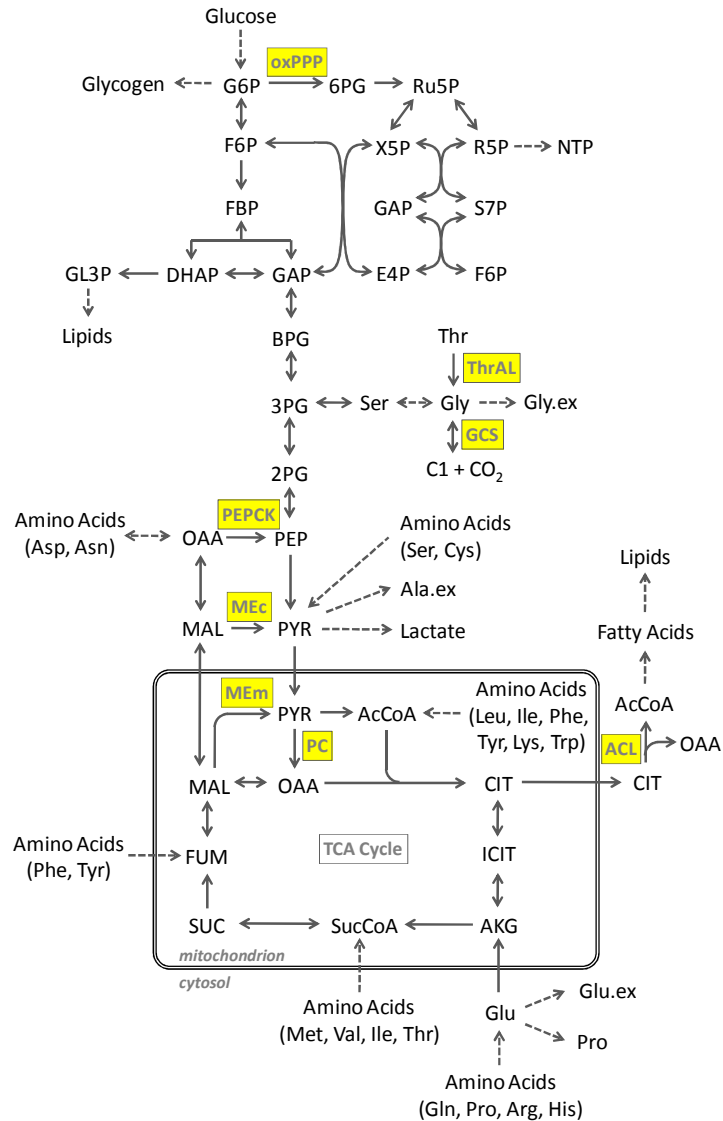 Glucose
oxPPP
Glycogen G6P 6PG Ru5P
F6P X5P R5P NTP
FBP GAP S7P
GL3P DHAP GAP E4P F6P
Lipids BPG Thr
ThrAL
3PG Ser Gly Gly.ex
GCS
2PG C1 + CO₂
PEPCK
Amino Acids
(Asp, Asn)
OAA PEP
Amino Acids
(Ser, Cys)
Ala.ex
Lipids
MEc
MAL PYR Lactate Fatty Acids
MEm
PYR AcCoA
Amino Acids
(Leu, Ile, Phe,
Tyr, Lys, Trp)
AcCoA
PC
ACL OAA
MAL OAA CIT CIT
Amino Acids
(Phe, Tyr)
FUM TCA Cycle ICIT
SUC SucCoA AKG
mitochondrion
cytosol
Amino Acids
(Met, Val, Ile, Thr)
Glu Glu.ex
Pro
Amino Acids
(Gln, Pro, Arg, His)